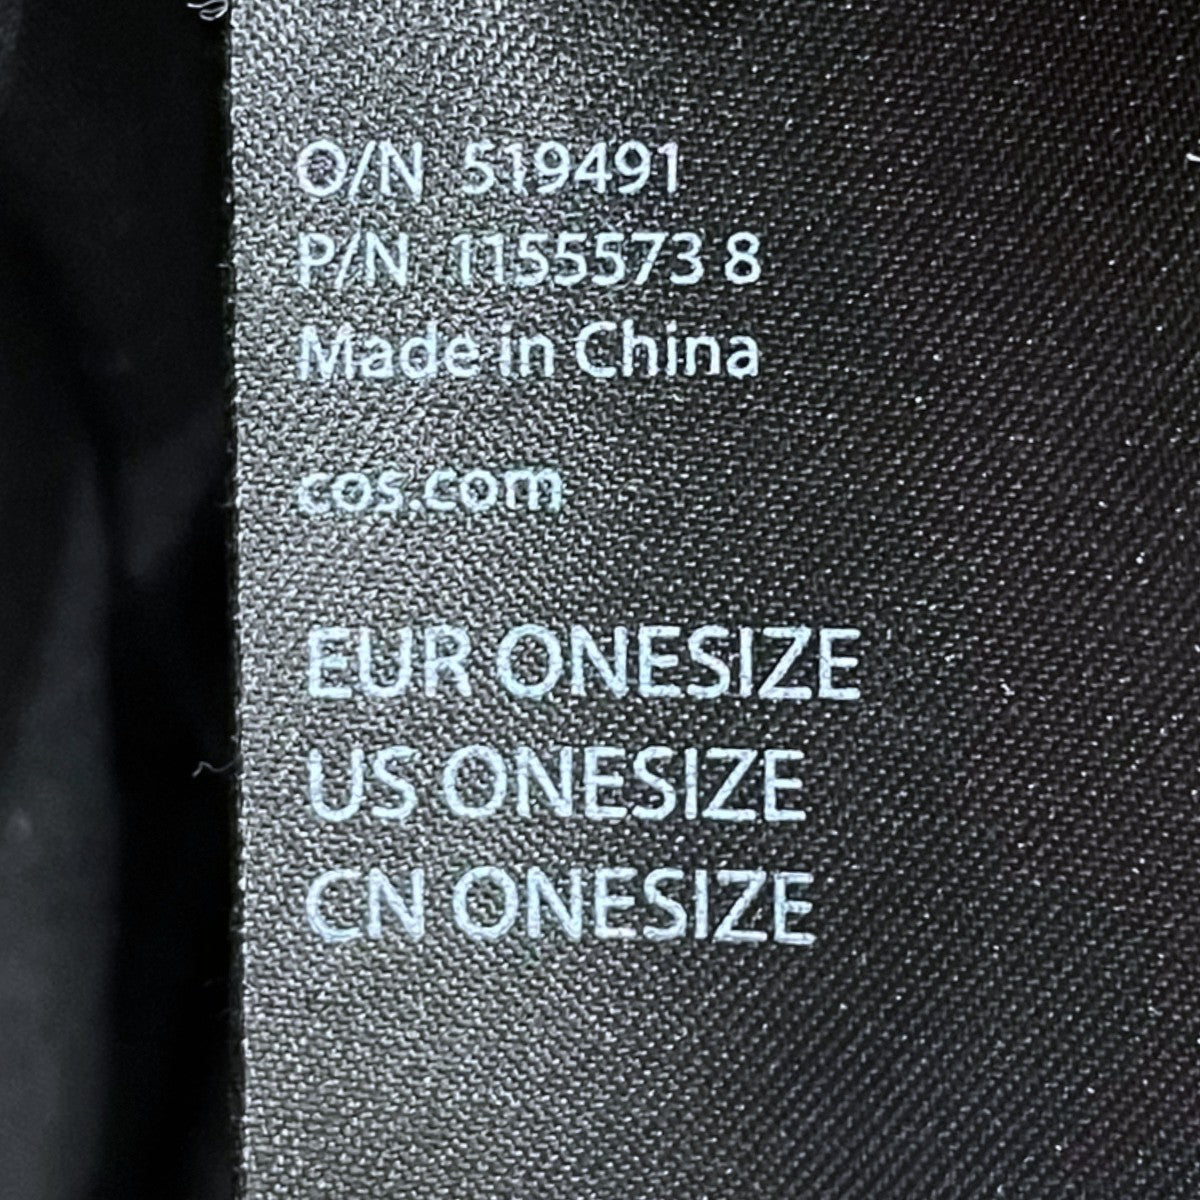 O/N 519491
P/N 1155573 8
Made in China
cos.com
EUR ONESIZE
US ONESIZE
CN ONESIZE